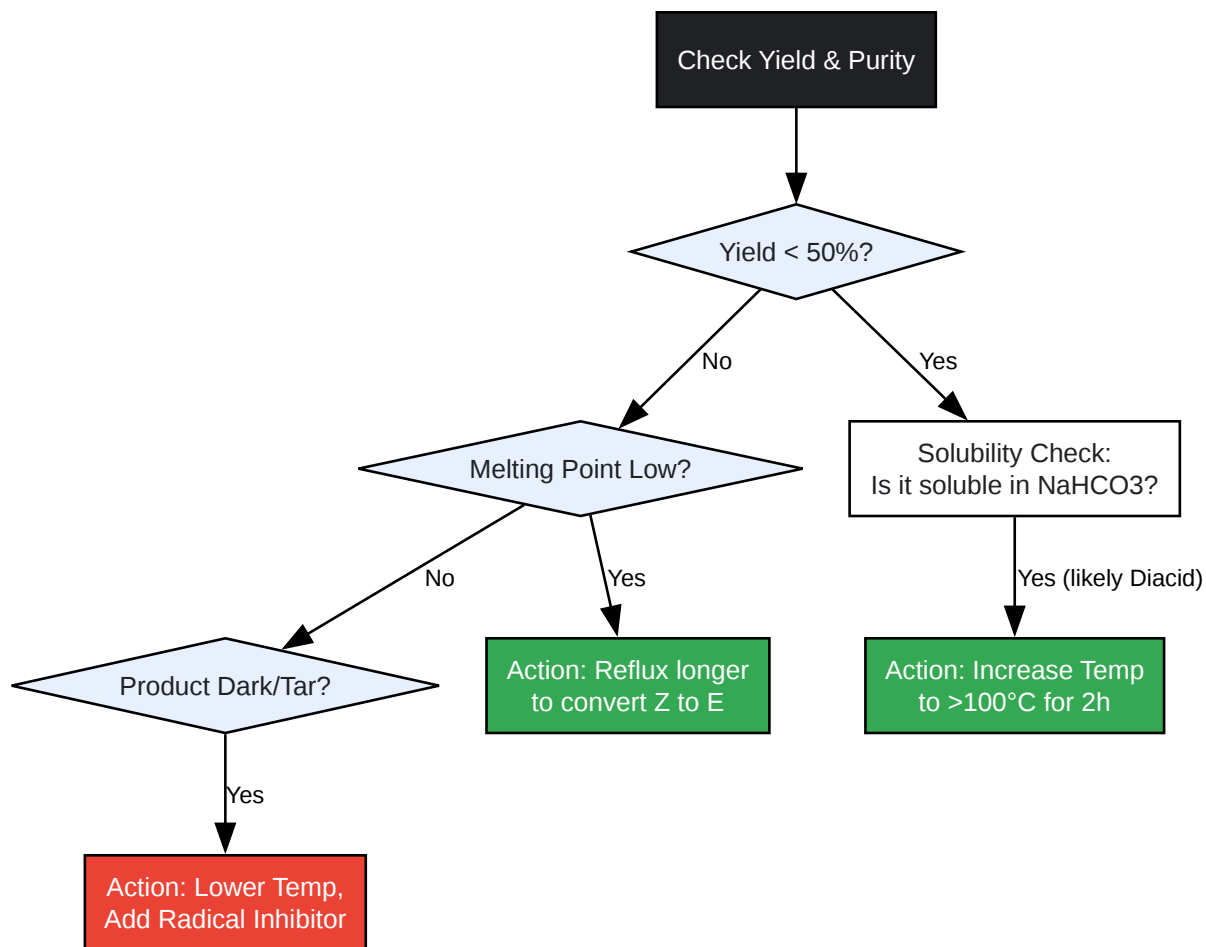 Check Yield & Purity
Yield < 50%?
No
Yes
Melting Point Low?
Solubility Check:
Is it soluble in NaHCO3?
No
Yes
Yes (likely Diacid)
Product Dark/Tar?
Action: Reflux longer
to convert Z to E
Action: Increase Temp
to >100°C for 2h
Yes
Action: Lower Temp,
Add Radical Inhibitor